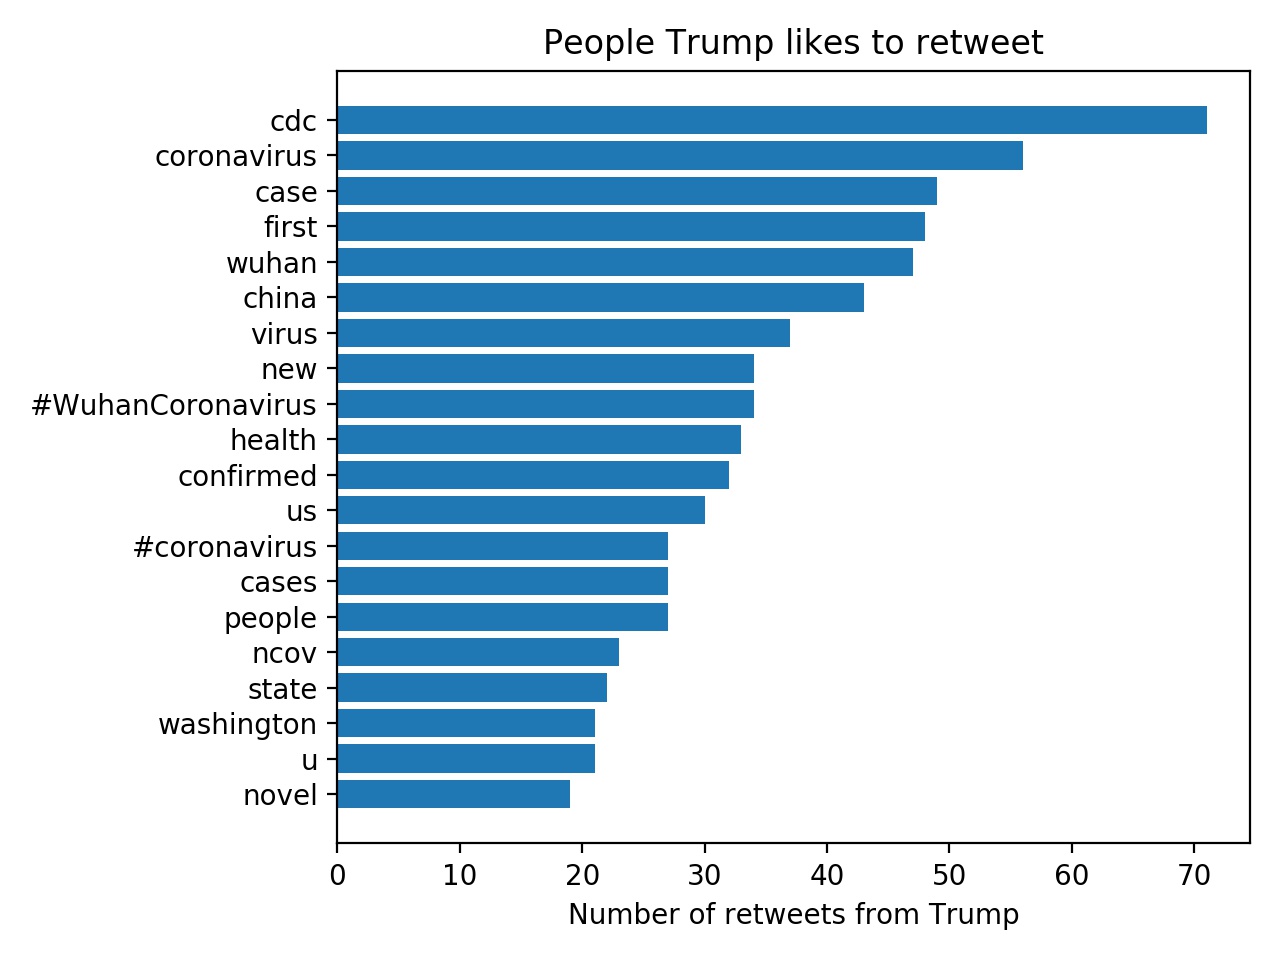 People Trump likes to retweet
cdc
coronavirus
case
first
wuhan
china
virus
new
#WuhanCoronavirus
health
confirmed
us
#coronavirus
cases
people
ncov
state
washington
u
novel
0 10 20 30 40 50 60 70
Number of retweets from Trump